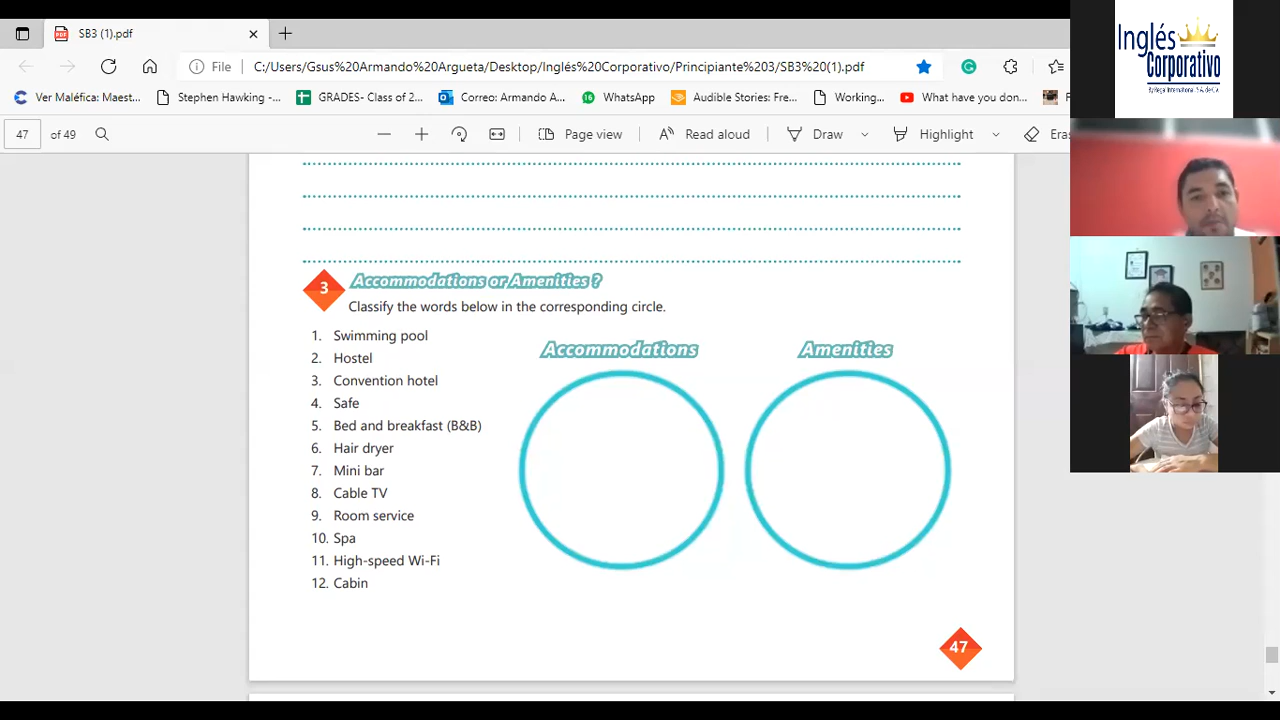 SB3 (1).pdf
File
C:/Users/Gsus%20Armando%20Argueta/Desktop/Inglés%20Corporativo/Principiante%203/SB3%20(1).pdf
Ver Maléfica: Maest...
Stephen Hawking -...
GRADES- Class of 2...
Correo: Armando A...
16 WhatsApp
Audible Stories: Fre...
Working...
What have you don...
47 of 49
Page view
Read aloud
Draw
Highlight
Eras
3 Accommodations or Amenities ?
Classify the words below in the corresponding circle.
1. Swimming pool
2. Hostel
3. Convention hotel
4. Safe
5. Bed and breakfast (B&B)
6. Hair dryer
7. Mini bar
8. Cable TV
9. Room service
10. Spa
11. High-speed Wi-Fi
12. Cabin
Accommodations
Amenities
47
Inglés
Corporativo